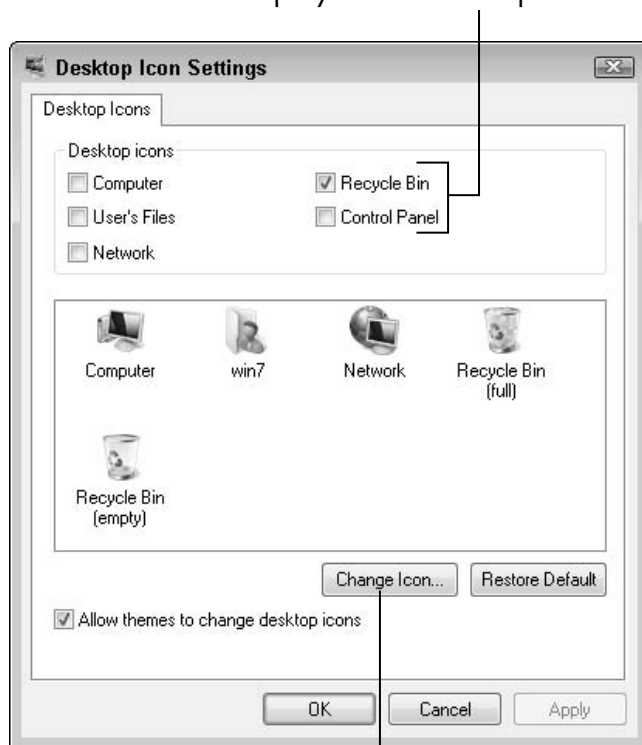 Desktop Icon Settings
Desktop Icons
Desktop icons
Computer
Recycle Bin
User's Files
Control Panel
Network
Computer
win7
Network
Recycle Bin
(full)
Recycle Bin
(empty)
Change Icon...
Restore Default
Allow themes to change desktop icons
OK
Cancel
Apply